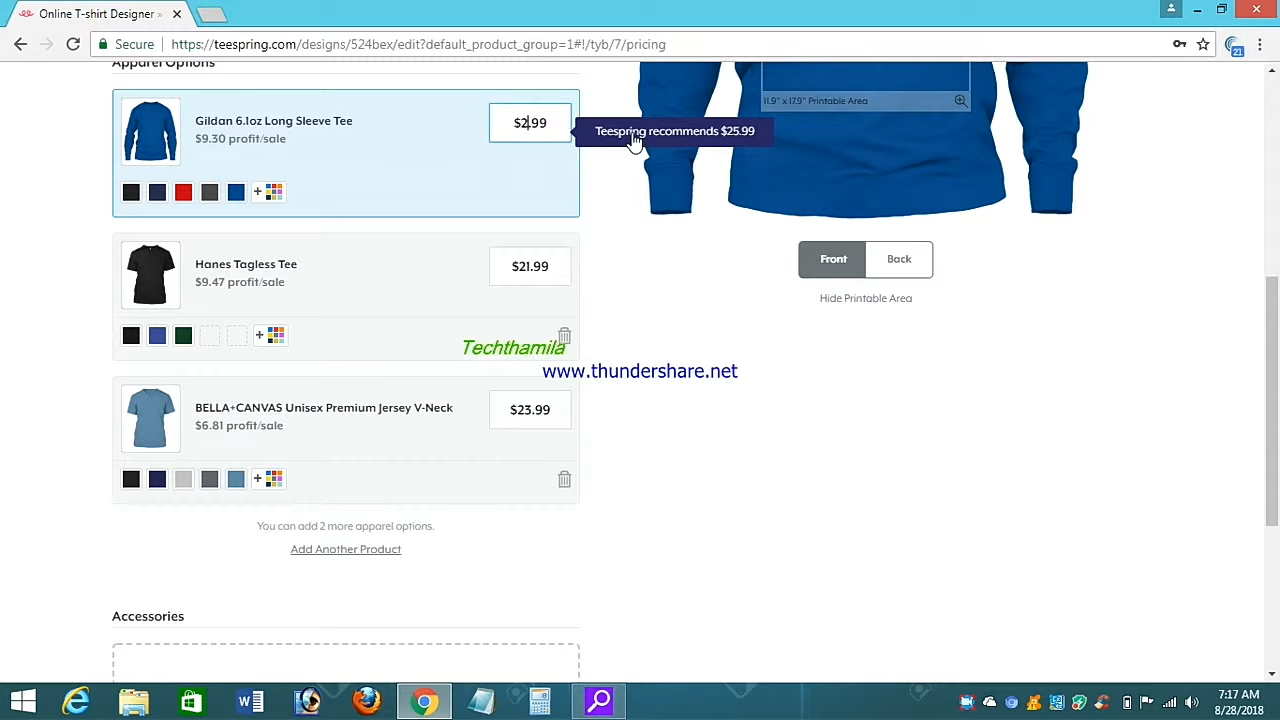 Online T-shirt Designer »
Secure
https://teespring.com/designs/524bex/edit?default_product_group=1#!/tyb/7/pricing
21
Apparel Options
Gildan 6.1oz Long Sleeve Tee
$9.30 profit/sale
$2.99
Teespring recommends $25.99
11.9" x 17.9" Printable Area
Front
Back
Hide Printable Area
Hanes Tagless Tee
$9.47 profit/sale
$21.99
Techthamila
www.thundershare.net
BELLA+CANVAS Unisex Premium Jersey V-Neck
$6.81 profit/sale
$23.99
You can add 2 more apparel options.
Add Another Product
Accessories
7:17 AM
8/28/2018